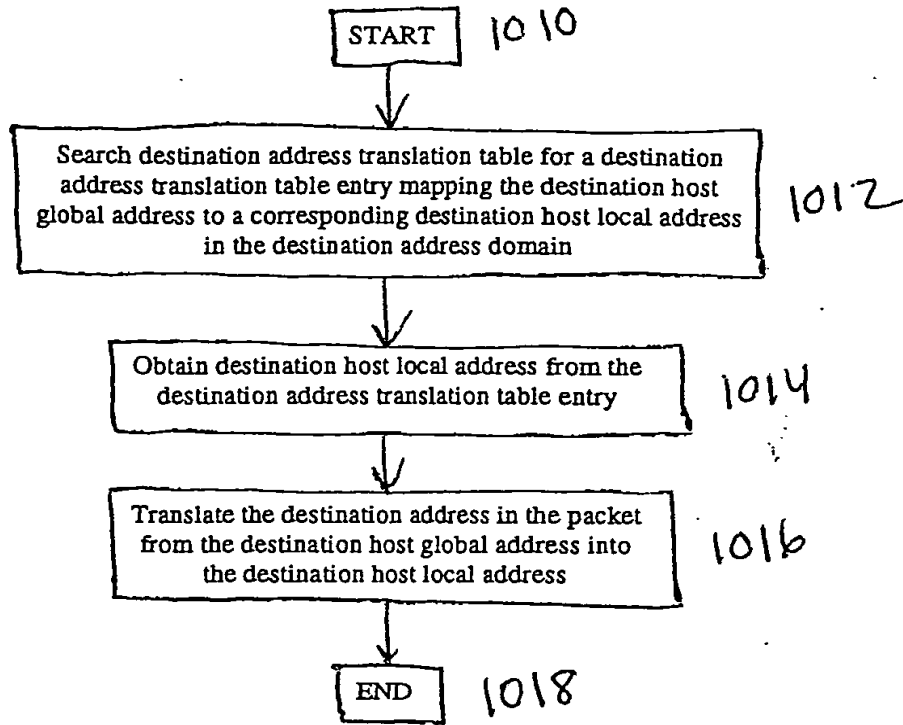 START 1010
Search destination address translation table for a destination
address translation table entry mapping the destination host
global address to a corresponding destination host local address
in the destination address domain
1012
Obtain destination host local address from the
destination address translation table entry
1014
Translate the destination address in the packet
from the destination host global address into
the destination host local address
1016
END 1018